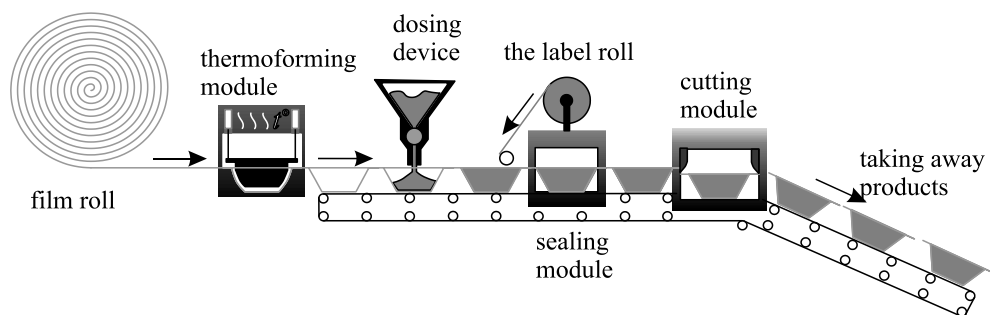 film roll
thermoforming
module
t°
dosing
device
the label roll
sealing
module
cutting
module
taking away
products